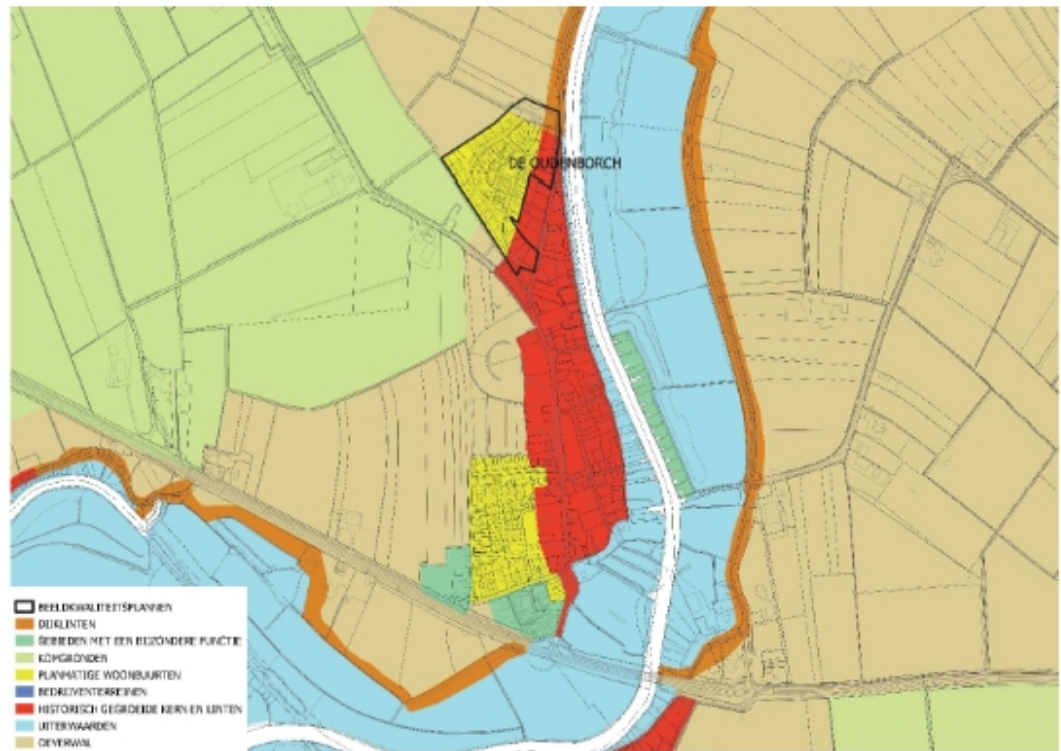 DE OUDENBORCH
BEELDKWALITEITSPLANNEN
DIJKLINTEN
GEBIEDEN MET EEN BIJZONDERE FUNCTIE
KOMGRONDEN
PLANMATIGE WOONBUURTEN
BEDRIJVENTERREINEN
HISTORISCH GEGROEIDE KERN EN LINTEN
UITERWAARDEN
OEVERWAL